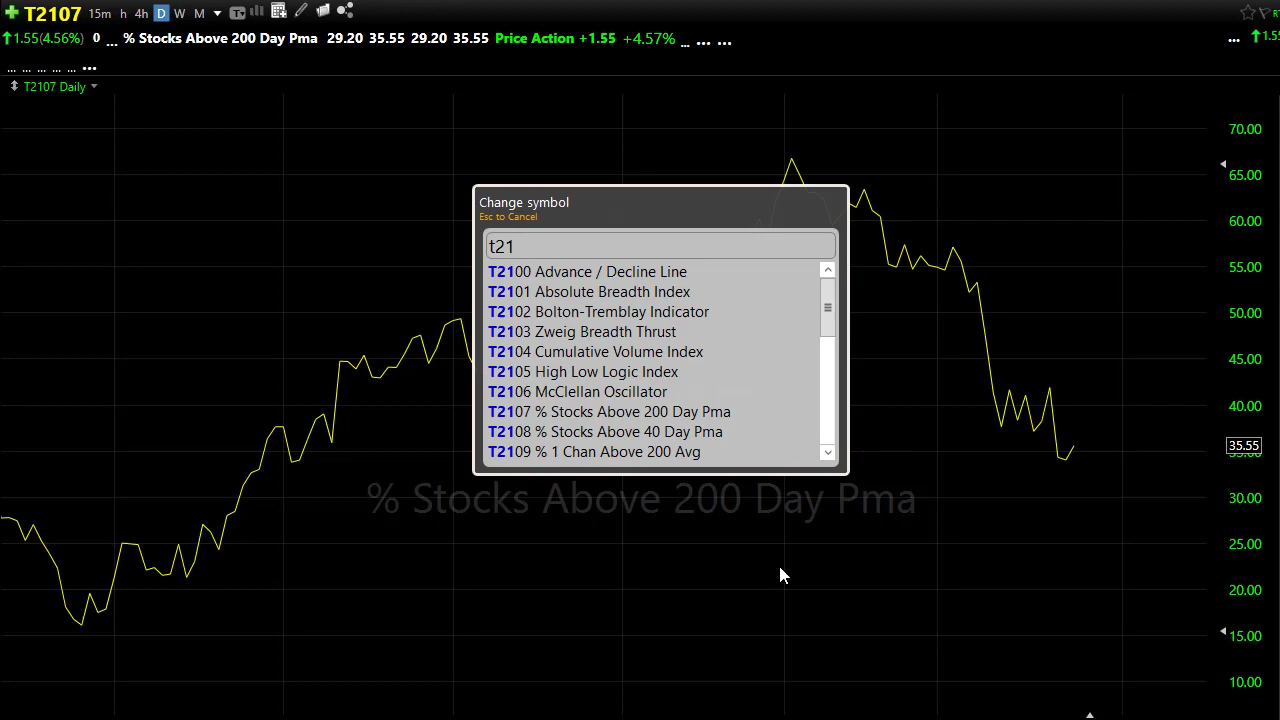 T2107 15m h 4h D W M T
1.55(4.56%) 0 ... % Stocks Above 200 Day Pma 29.20 35.55 29.20 35.55 Price Action +1.55 +4.57% ... ... ... ... 1.55
... ... ... ... ... ...
T2107 Daily
70.00
65.00
60.00
55.00
50.00
45.00
40.00
35.55
30.00
25.00
20.00
15.00
10.00
Change symbol
Esc to Cancel
t21
T2100 Advance / Decline Line
T2101 Absolute Breadth Index
T2102 Bolton-Tremblay Indicator
T2103 Zweig Breadth Thrust
T2104 Cumulative Volume Index
T2105 High Low Logic Index
T2106 McClellan Oscillator
T2107 % Stocks Above 200 Day Pma
T2108 % Stocks Above 40 Day Pma
T2109 % 1 Chan Above 200 Avg
% Stocks Above 200 Day Pma